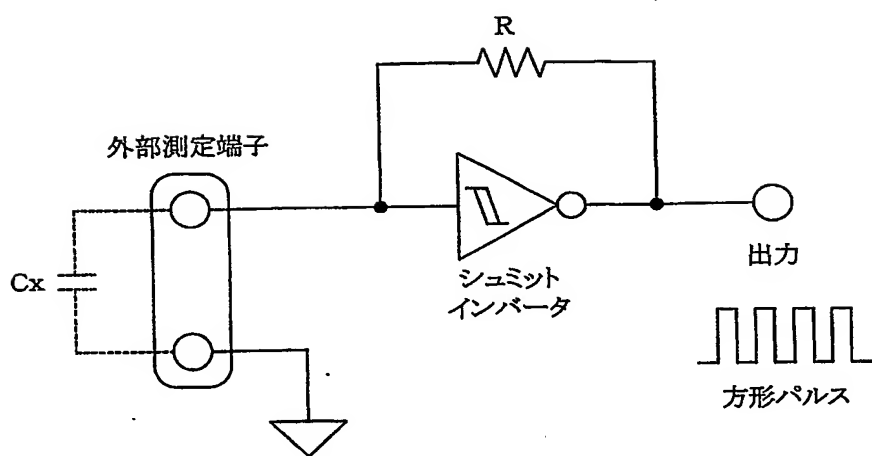 R
外部測定端子
Cx
シュミット
インバータ
出力
方形パルス